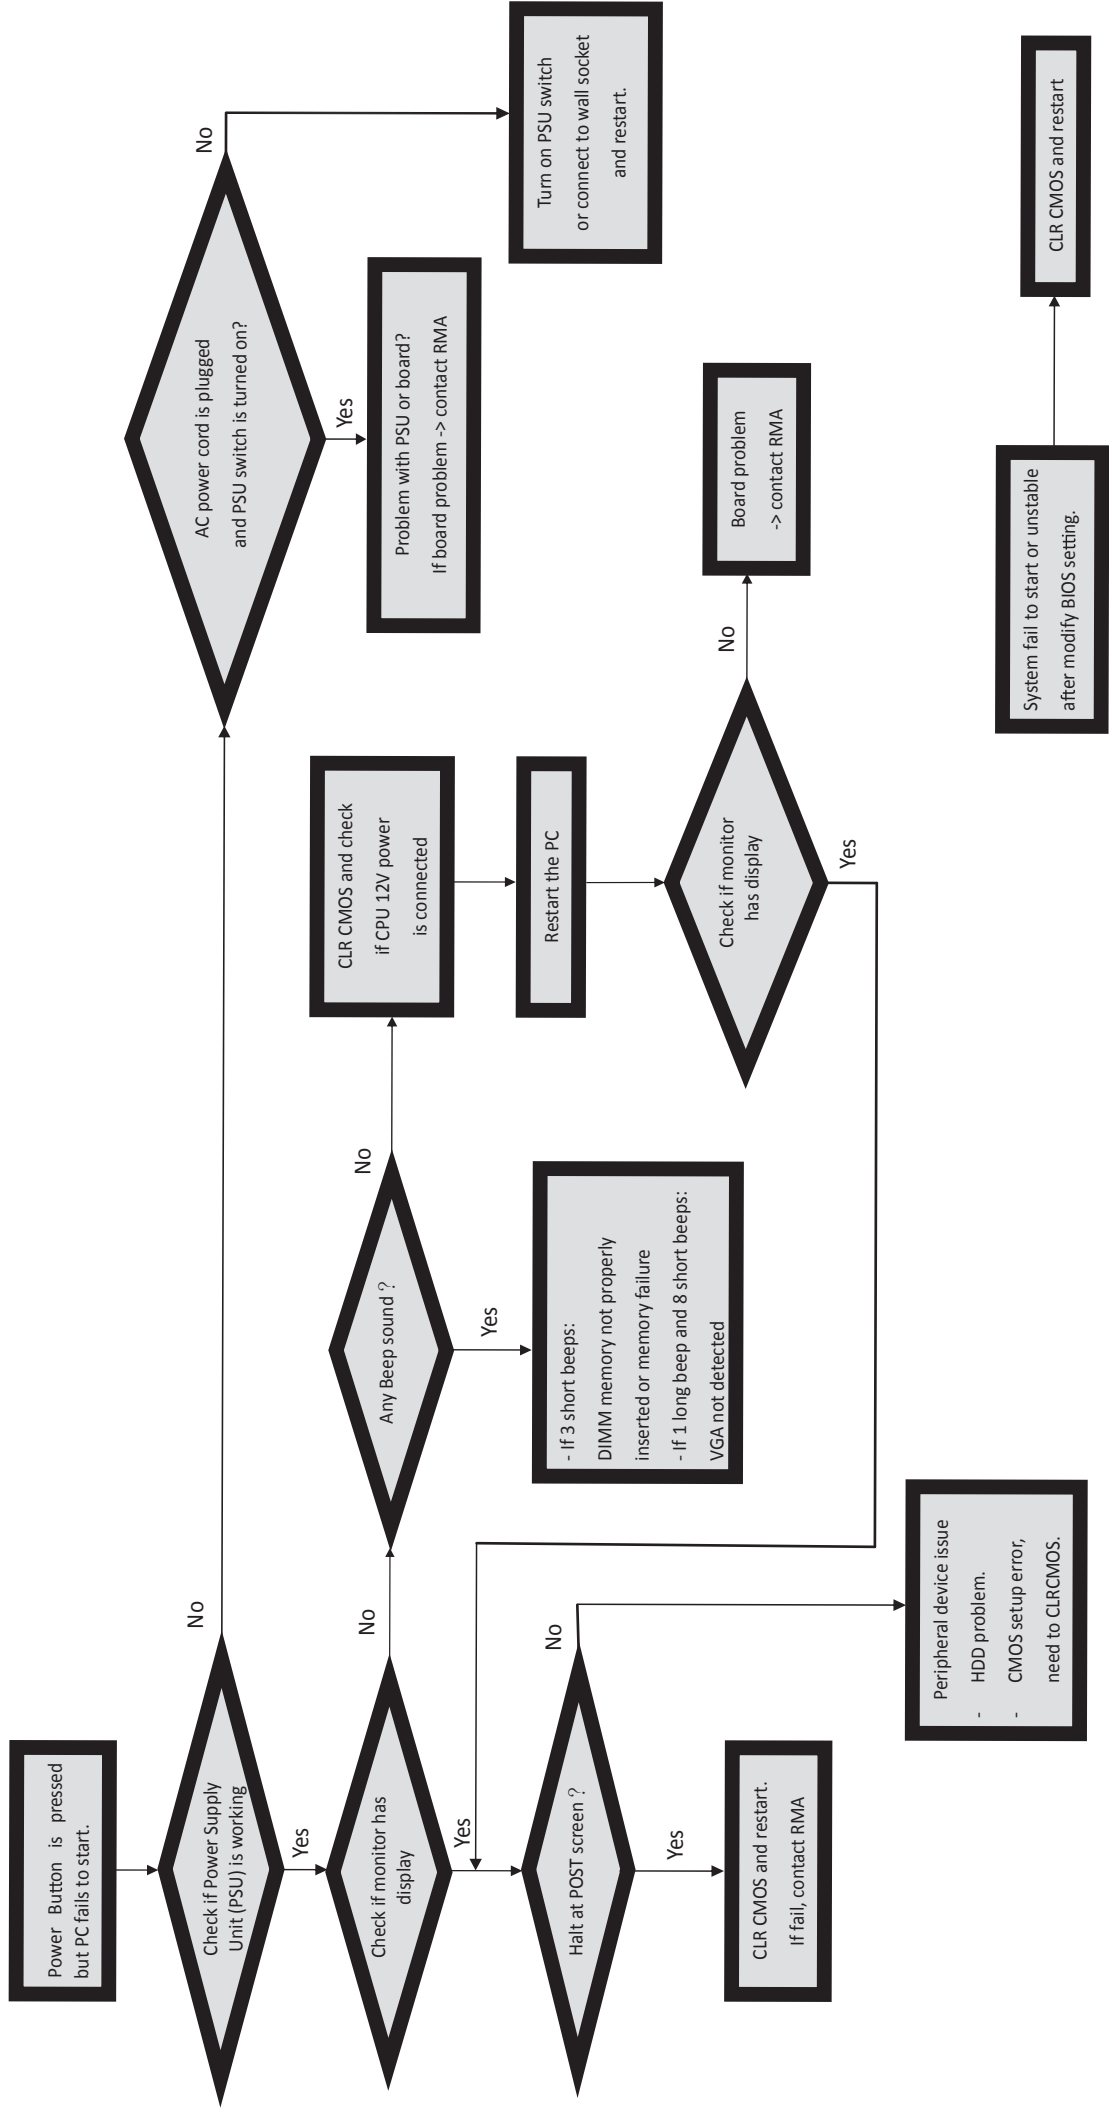 Power Button is pressed
but PC fails to start.
Check if Power Supply
Unit (PSU) is working
No
Yes
AC power cord is plugged
and PSU switch is turned on?
No
Yes
Turn on PSU switch
or connect to wall socket
and restart.
Problem with PSU or board?
If board problem -> contact RMA
Check if monitor has
display
No
Yes
Any Beep sound ?
No
Yes
CLR CMOS and check
if CPU 12V power
is connected
Restart the PC
Check if monitor
has display
No
Yes
Board problem
-> contact RMA
- If 3 short beeps:
DIMM memory not properly
inserted or memory failure
- If 1 long beep and 8 short beeps:
VGA not detected
Halt at POST screen ?
No
Yes
CLR CMOS and restart.
If fail, contact RMA
Peripheral device issue
- HDD problem.
- CMOS setup error,
need to CLRCMOS.
System fail to start or unstable
after modify BIOS setting.
CLR CMOS and restart